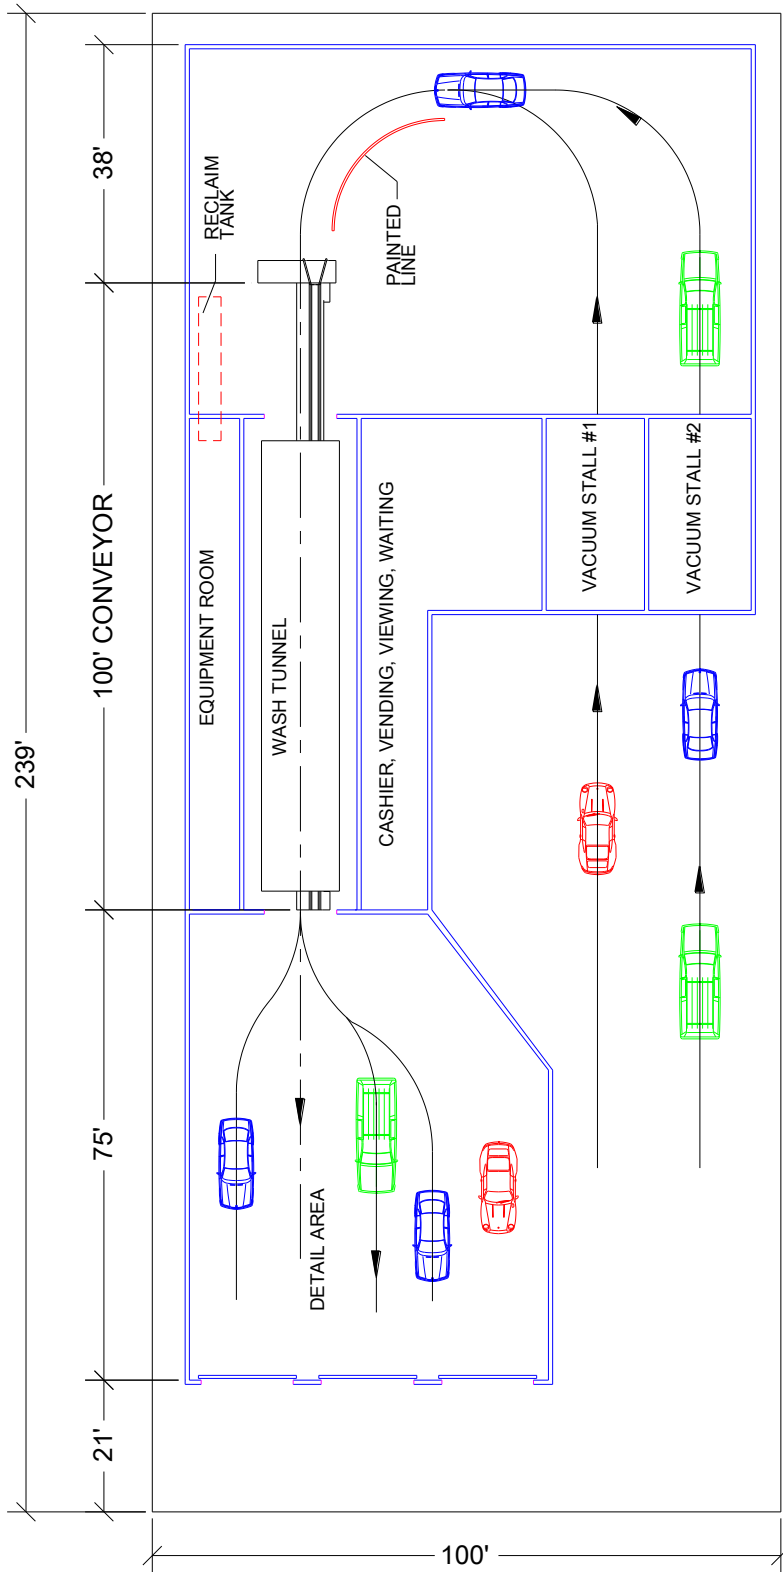 38'
RECLAIM
TANK
PAINTED
LINE
100' CONVEYOR
239'
EQUIPMENT ROOM
WASH TUNNEL
CASHIER, VENDING, VIEWING, WAITING
VACUUM STALL #1
VACUUM STALL #2
75'
DETAIL AREA
21'
100'